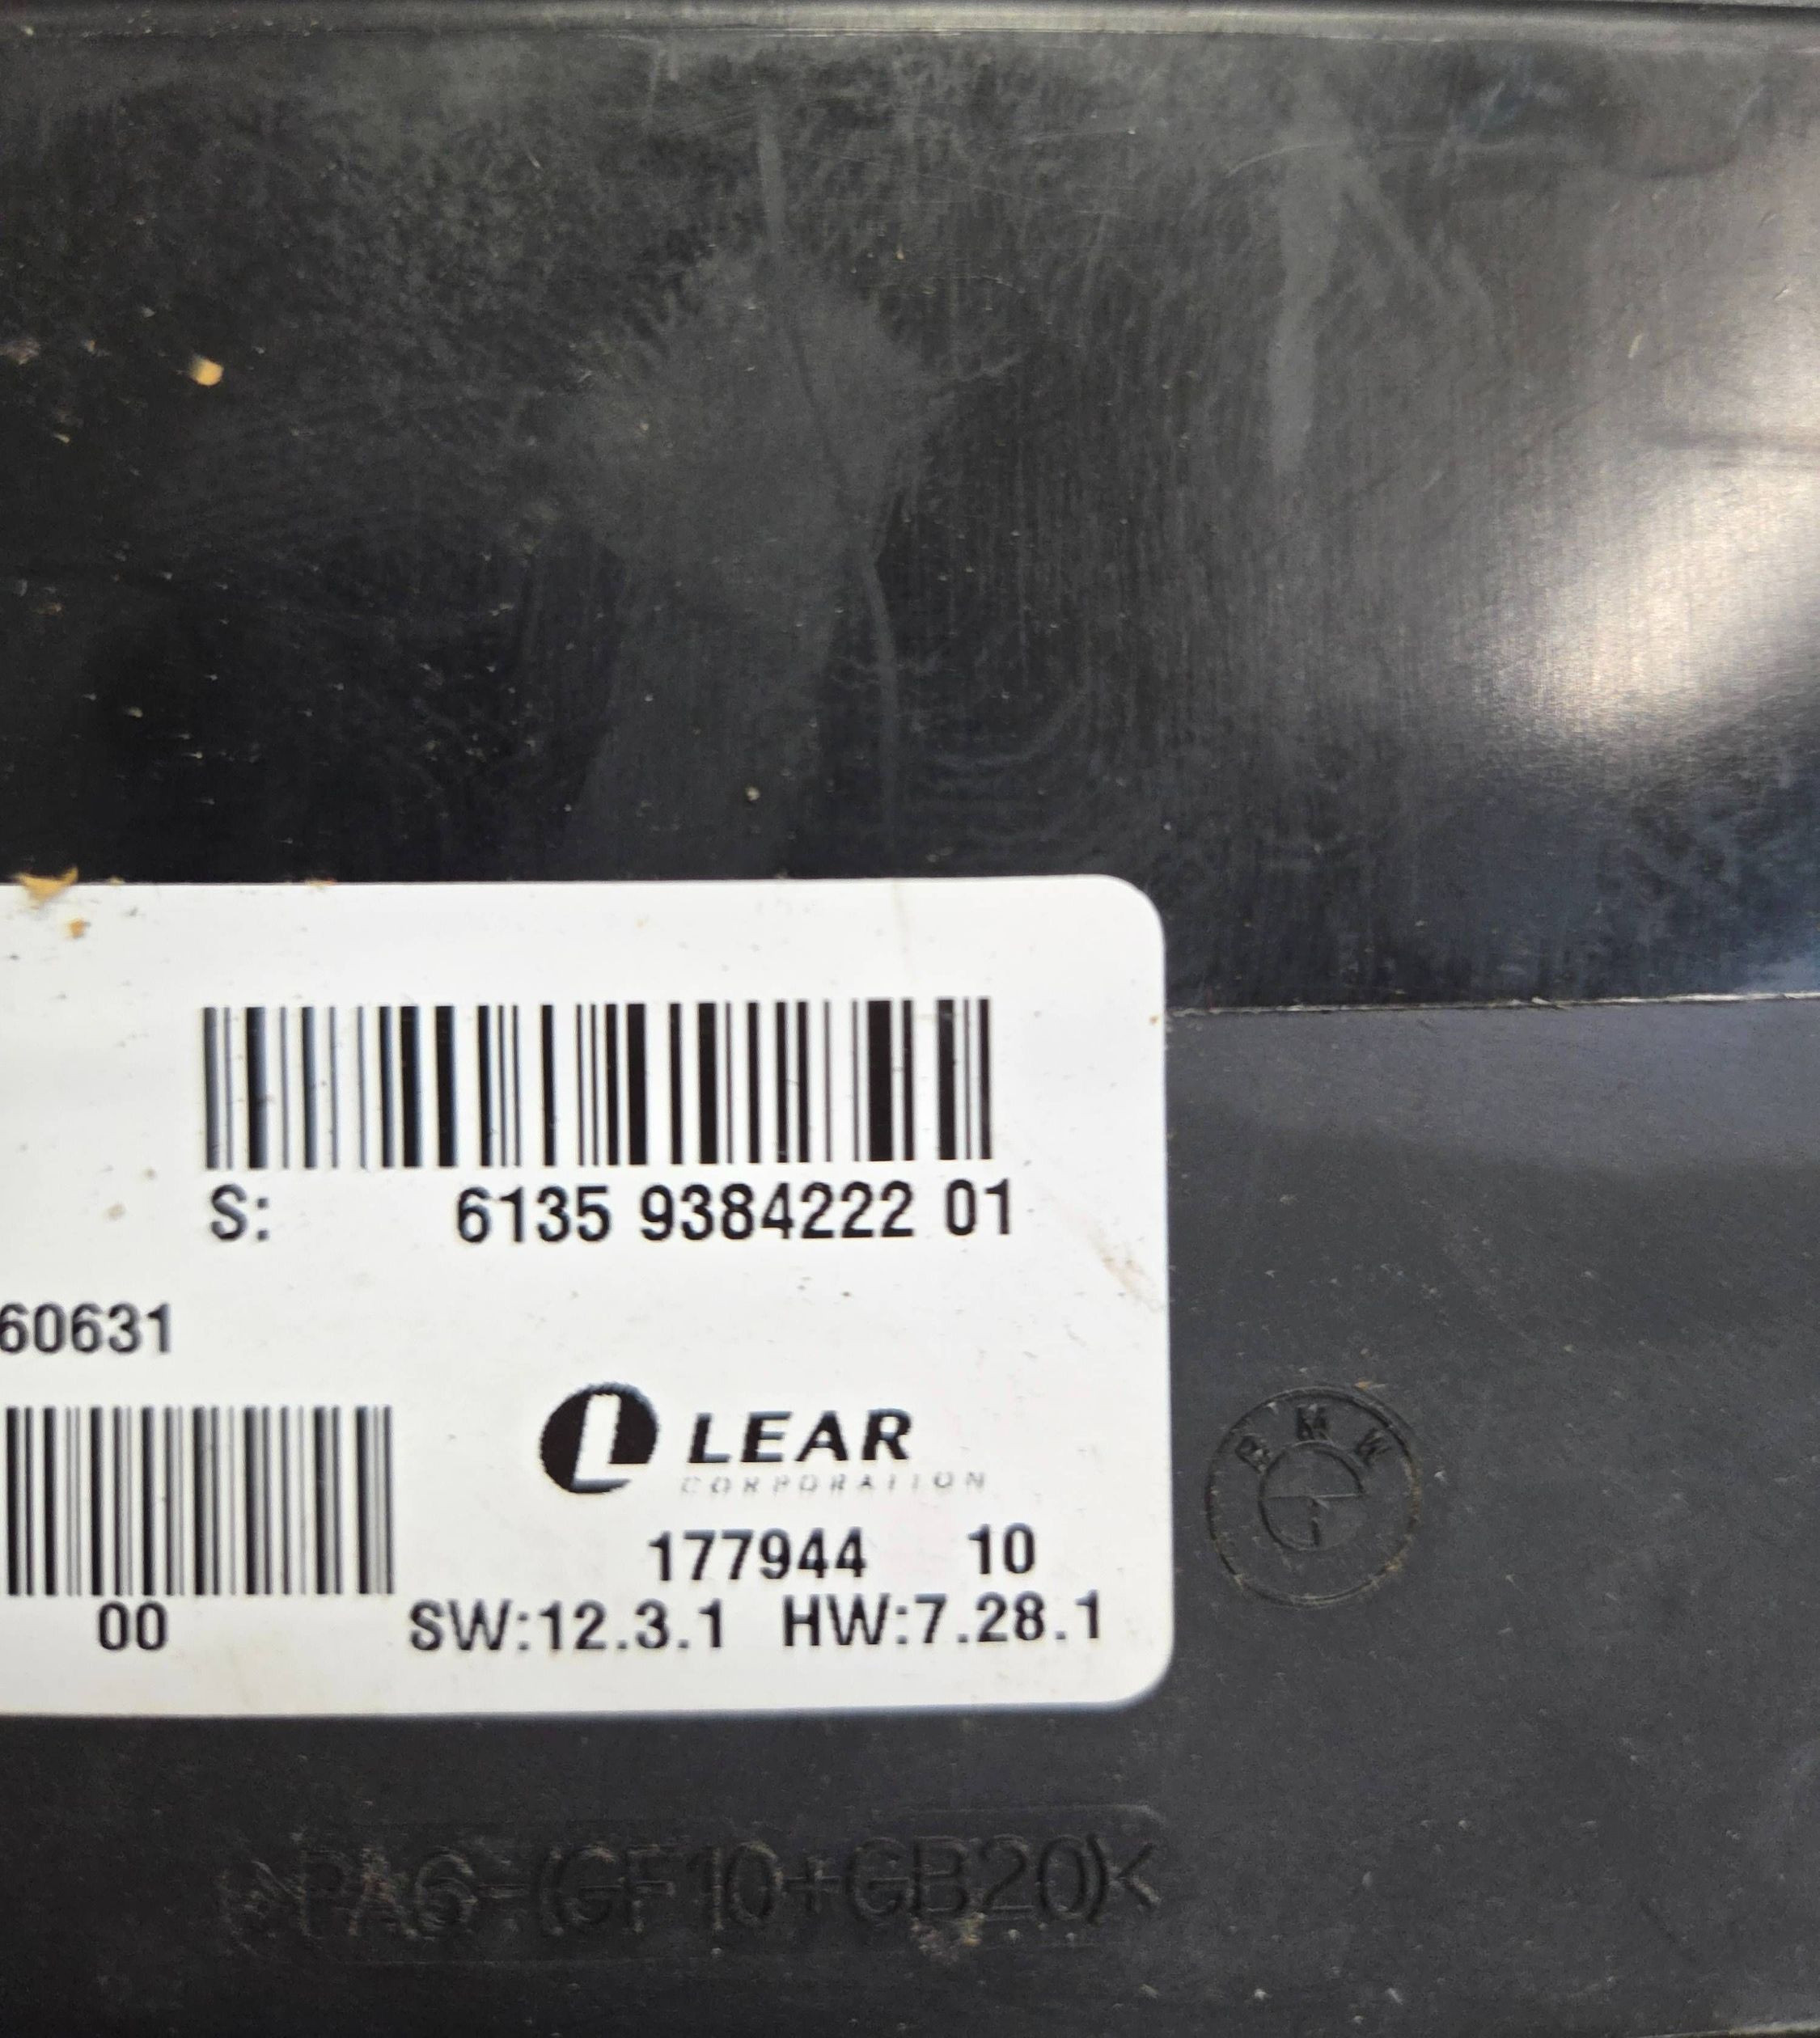 S: 6135 9384222 01
60631
LEAR
CORPORATION
177944 10
00 SW:12.3.1 HW:7.28.1
BMW
>PA6-(GF10+GB20)<